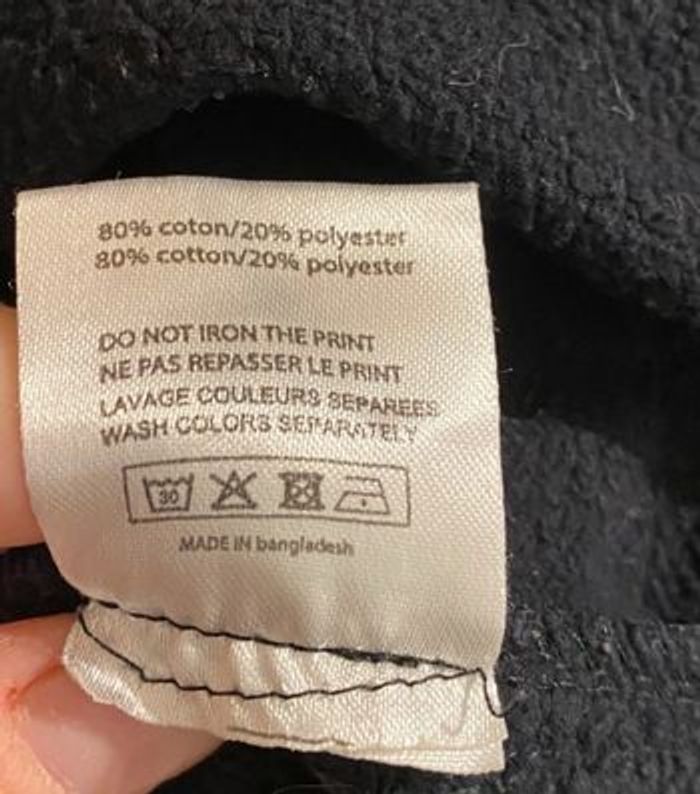 80% coton/20% polyester
80% cotton/20% polyester
DO NOT IRON THE PRINT
NE PAS REPASSER LE PRINT
LAVAGE COULEURS SEPAREES
WASH COLORS SEPARATELY
30
MADE IN bangladesh